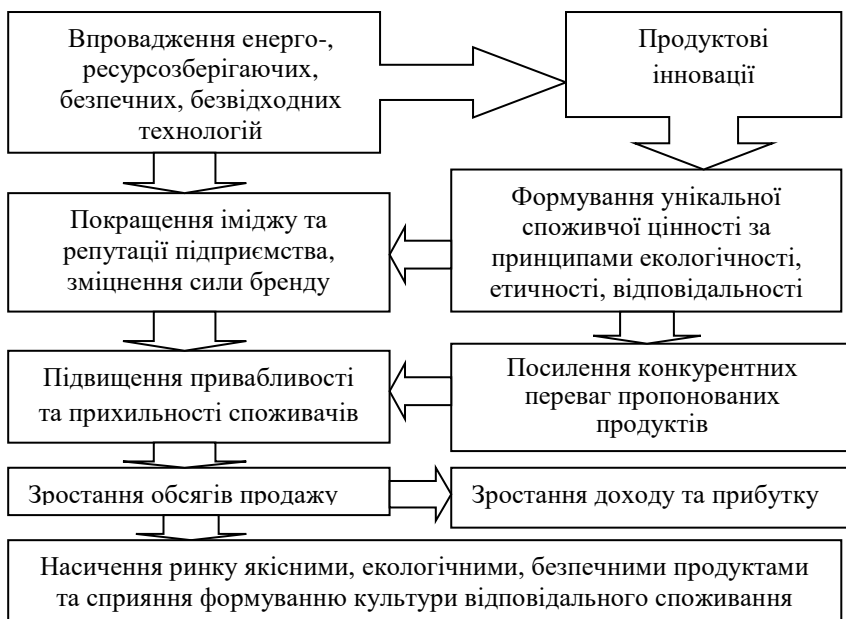 Впровадження енерго-,
ресурсозберігаючих,
безпечних, безвідходних
технологій
Продуктові
інновації
Покращення іміджу та
репутації підприємства,
зміцнення сили бренду
Формування унікальної
споживчої цінності за
принципами екологічності,
етичності, відповідальності
Підвищення привабливості
та прихильності споживачів
Посилення конкурентних
переваг пропонованих
продуктів
Зростання обсягів продажу
Зростання доходу та прибутку
Насичення ринку якісними, екологічними, безпечними продуктами
та сприяння формуванню культури відповідального споживання